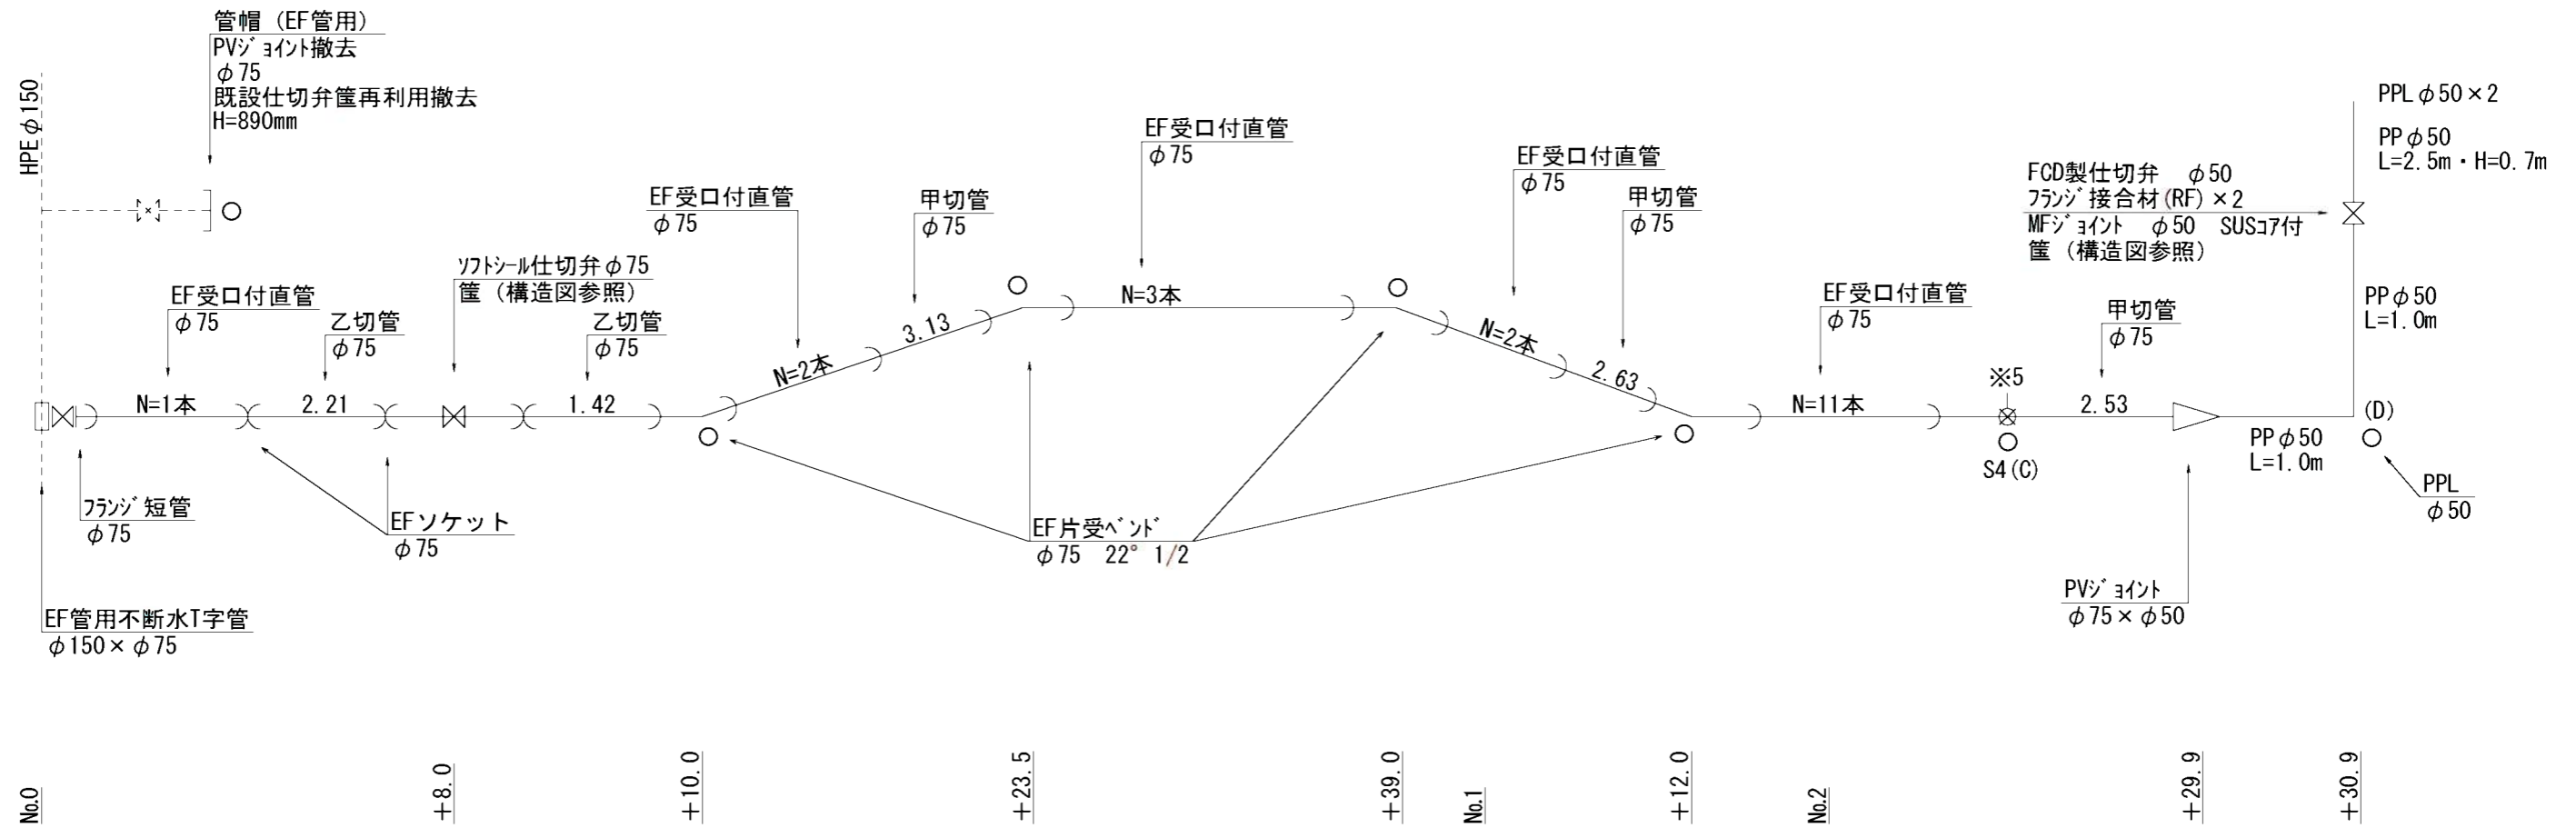 管帽（EF管用）
PVｼﾞｮｲﾝﾄ撤去
φ75
既設仕切弁筐再利用撤去
H=890mm
HPEφ150
EF受口付直管
φ75
乙切管
φ75
ｿﾌﾄｼｰﾙ仕切弁φ75
筐（構造図参照）
乙切管
φ75
EF受口付直管
φ75
甲切管
φ75
EF受口付直管
φ75
EF受口付直管
φ75
甲切管
φ75
EF受口付直管
φ75
甲切管
φ75
FCD製仕切弁　φ50
ﾌﾗﾝｼﾞ接合材(RF)×2
MFｼﾞｮｲﾝﾄ　φ50　SUSｺｱ付
筐（構造図参照）
PPLφ50×2
PPφ50
L=2.5m・H=0.7m
PPφ50
L=1.0m
N=1本
2.21
1.42
N=2本
3.13
N=3本
N=2本
2.63
N=11本
※5
S4(C)
2.53
PPφ50
L=1.0m
(D)
PPL
φ50
ﾌﾗﾝｼﾞ短管
φ75
EFソケット
φ75
EF片受ﾍﾞﾝﾄﾞ
φ75　22°1/2
PVｼﾞｮｲﾝﾄ
φ75×φ50
EF管用不断水T字管
φ150×φ75
No.0
+8.0
+10.0
+23.5
+39.0
No.1
+12.0
No.2
+29.9
+30.9